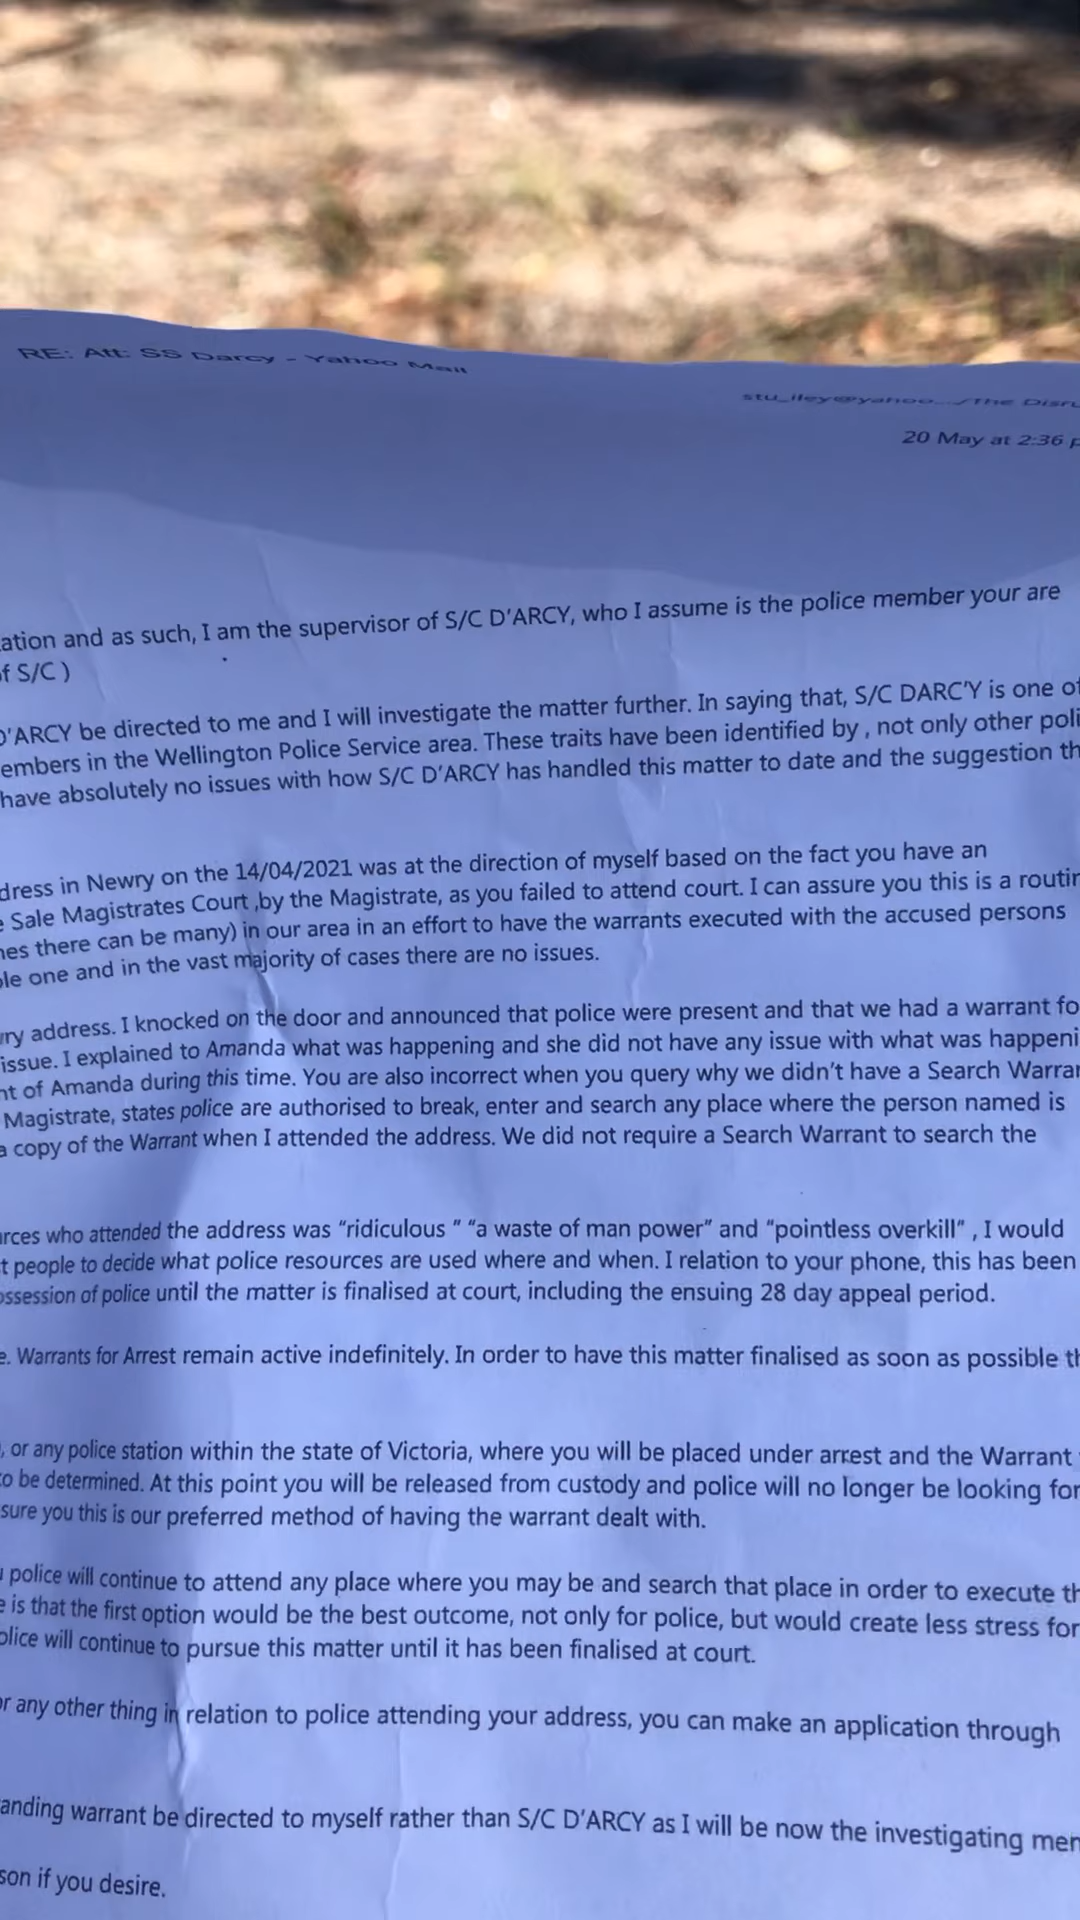 RE: Att: SS Darcy - Yahoo Mail
20 May at 2:36 p
ation and as such, I am the supervisor of S/C D'ARCY, who I assume is the police member your are
of S/C )
D'ARCY be directed to me and I will investigate the matter further. In saying that, S/C DARC'Y is one of
embers in the Wellington Police Service area. These traits have been identified by , not only other poli
have absolutely no issues with how S/C D'ARCY has handled this matter to date and the suggestion th
dress in Newry on the 14/04/2021 was at the direction of myself based on the fact you have an
e Sale Magistrates Court ,by the Magistrate, as you failed to attend court. I can assure you this is a routin
nes there can be many) in our area in an effort to have the warrants executed with the accused persons
ble one and in the vast majority of cases there are no issues.
wry address. I knocked on the door and announced that police were present and that we had a warrant fo
issue. I explained to Amanda what was happening and she did not have any issue with what was happeni
nt of Amanda during this time. You are also incorrect when you query why we didn't have a Search Warran
Magistrate, states police are authorised to break, enter and search any place where the person named is
a copy of the Warrant when I attended the address. We did not require a Search Warrant to search the
urces who attended the address was "ridiculous " "a waste of man power" and "pointless overkill" , I would
t people to decide what police resources are used where and when. I relation to your phone, this has been
ossession of police until the matter is finalised at court, including the ensuing 28 day appeal period.
e. Warrants for Arrest remain active indefinitely. In order to have this matter finalised as soon as possible th
, or any police station within the state of Victoria, where you will be placed under arrest and the Warrant
to be determined. At this point you will be released from custody and police will no longer be looking for
sure you this is our preferred method of having the warrant dealt with.
u police will continue to attend any place where you may be and search that place in order to execute th
e is that the first option would be the best outcome, not only for police, but would create less stress for
olice will continue to pursue this matter until it has been finalised at court.
or any other thing in relation to police attending your address, you can make an application through
anding warrant be directed to myself rather than S/C D'ARCY as I will be now the investigating mem
son if you desire.